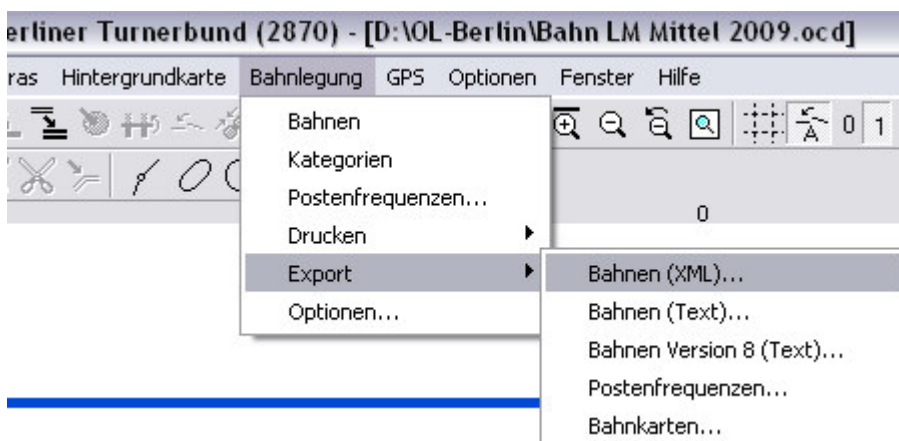 erliner Turnerbund (2870) - [D:\OL-Berlin\Bahn LM Mittel 2009.ocd]
ras Hintergrundkarte Bahnlegung GPS Optionen Fenster Hilfe
0 1
Bahnen
Kategorien
Postenfrequenzen...
0
Drucken
Export
Optionen...
Bahnen (XML)...
Bahnen (Text)...
Bahnen Version 8 (Text)...
Postenfrequenzen...
Bahnkarten...